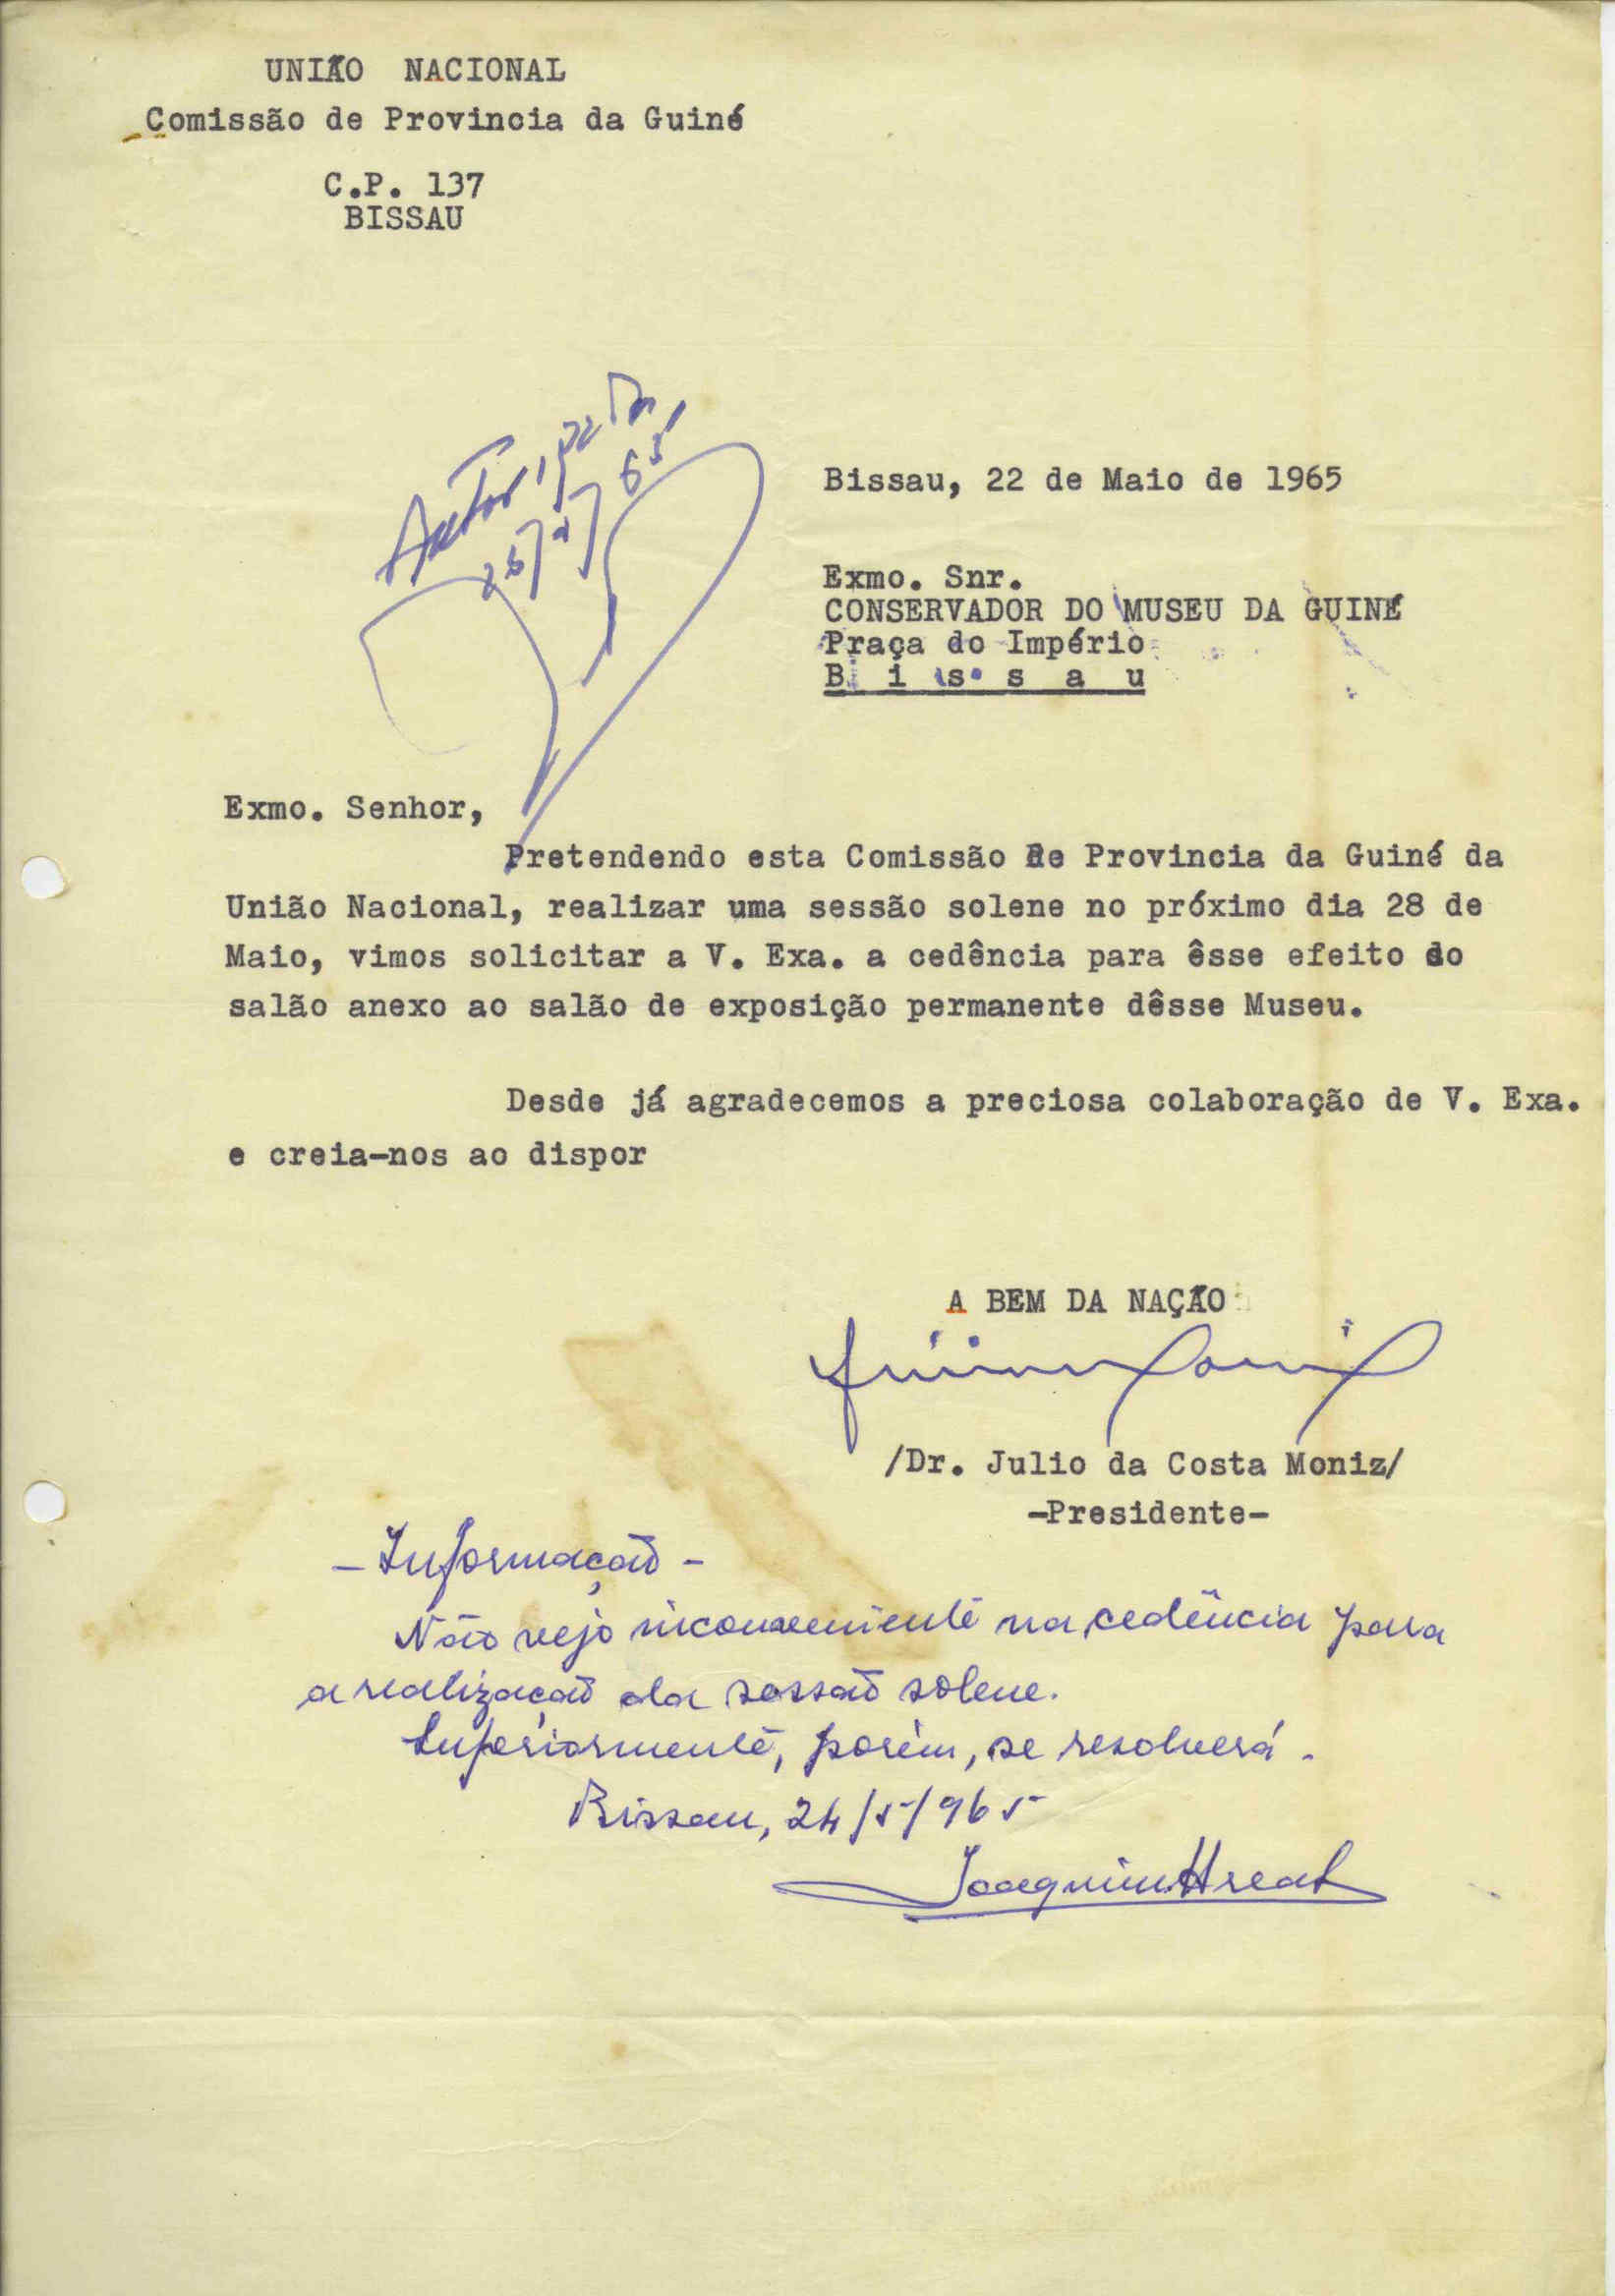 UNIÃO NACIONAL
Comissão de Provincia da Guiné
C.P. 137
BISSAU
Bissau, 22 de Maio de 1965
Exmo. Snr.
CONSERVADOR DO MUSEU DA GUINÉ
Praça do Império
B i s s a u
Exmo. Senhor,
Pretendendo esta Comissão de Provincia da Guiné da
União Nacional, realizar uma sessão solene no próximo dia 28 de
Maio, vimos solicitar a V. Exa. a cedência para êsse efeito do
salão anexo ao salão de exposição permanente dêsse Museu.
Desde já agradecemos a preciosa colaboração de V. Exa.
e creia-nos ao dispor
A BEM DA NAÇÃO
/Dr. Julio da Costa Moniz/
-Presidente-
- Informação -
Não vejo inconveniente na cedência para
a realização da sessão solene.
Superiormente, porém, se resolverá.
Bissau, 24/5/965
Joaquim Areal